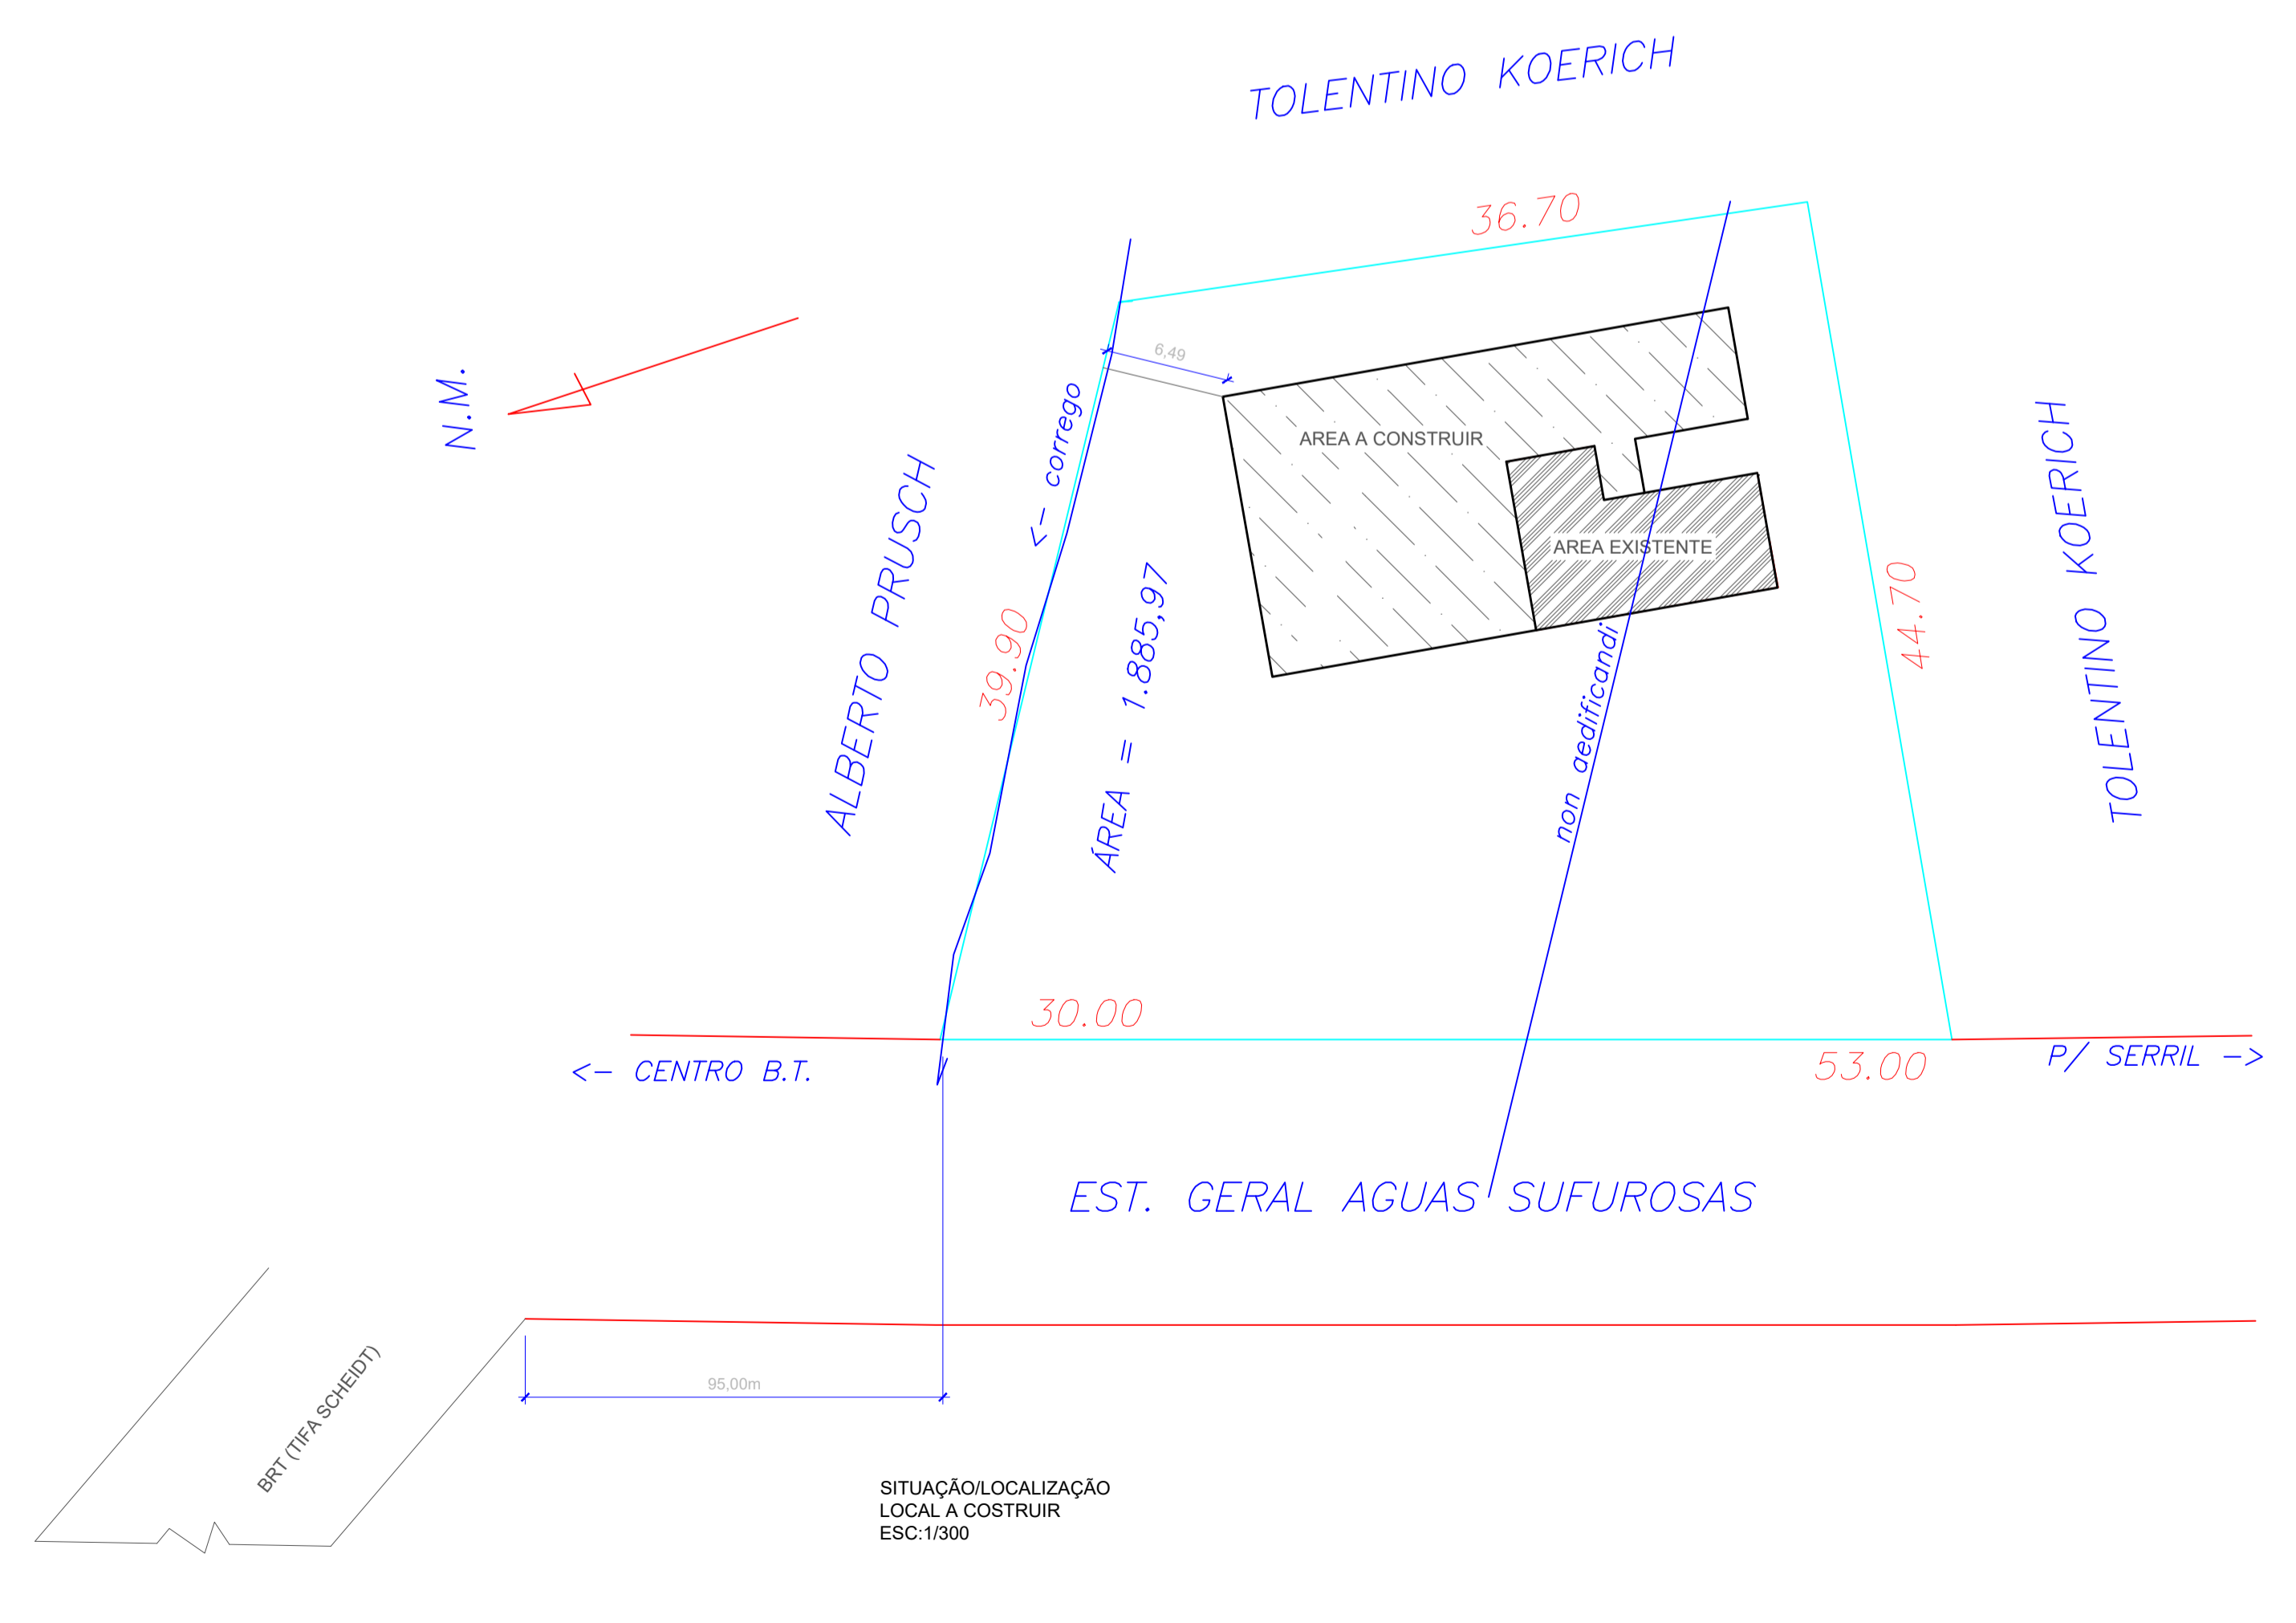 TOLENTINO KOERICH
36.70
N.M.
6,49
<- corrego
AREA A CONSTRUIR
ALBERTO PRUSCH
AREA EXISTENTE
TOLENTINO KOERICH
44.70
39.90
ÁREA = 1.885,97
non aedificandi
30.00
<- CENTRO B.T.
53.00
P/ SERRIL ->
EST. GERAL AGUAS SUFUROSAS
95,00m
BRT (TIFA SCHEIDT)
SITUAÇÃO/LOCALIZAÇÃO
LOCAL A COSTRUIR
ESC:1/300